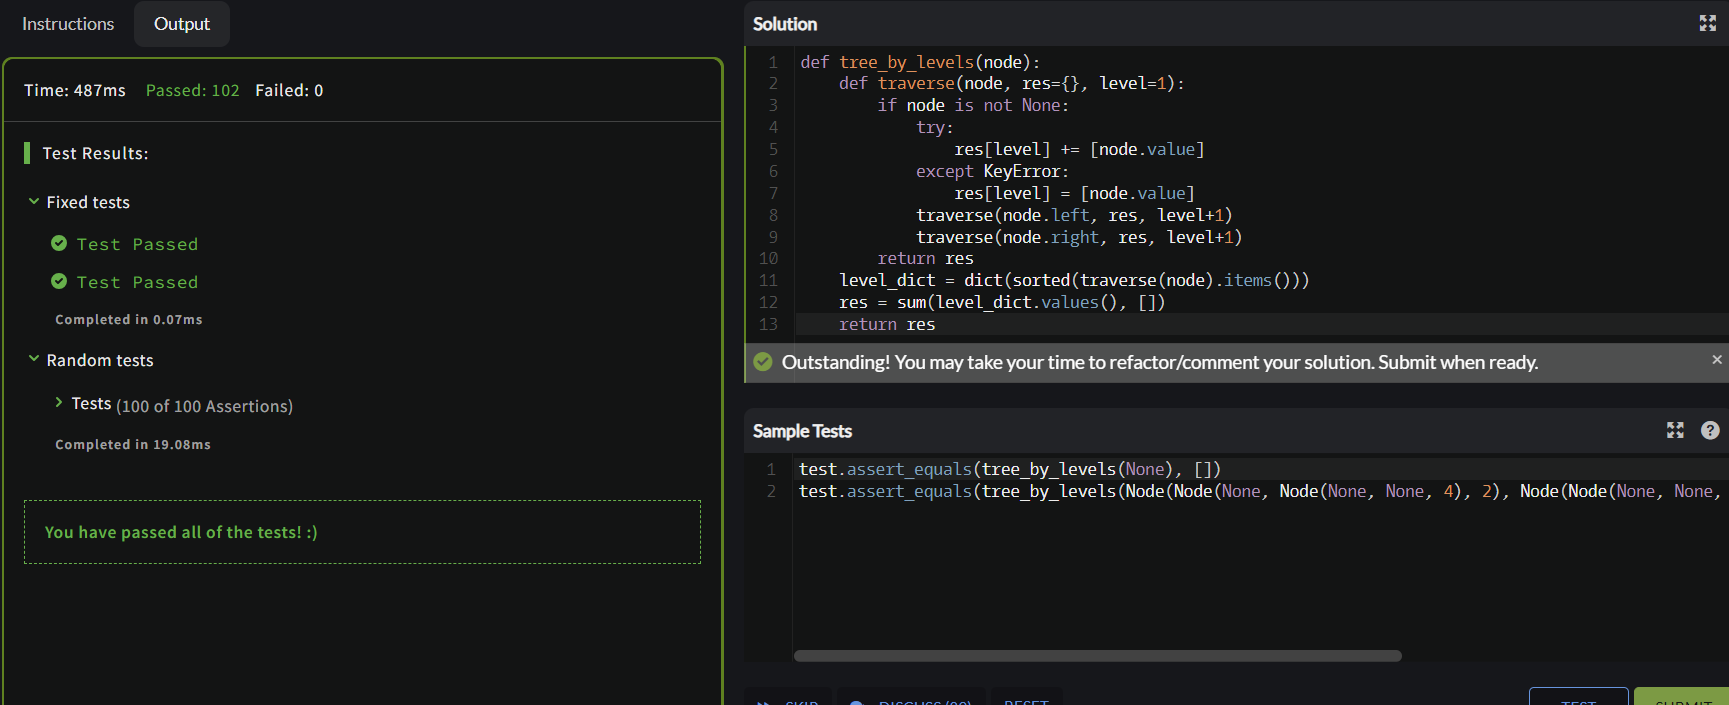 Instructions
Output
Time: 487ms Passed: 102 Failed: 0
Test Results:
Fixed tests
Test Passed
Test Passed
Completed in 0.07ms
Random tests
Tests (100 of 100 Assertions)
Completed in 19.08ms
You have passed all of the tests! :)
Solution
1 def tree_by_levels(node):
2     def traverse(node, res={}, level=1):
3         if node is not None:
4             try:
5                 res[level] += [node.value]
6             except KeyError:
7                 res[level] = [node.value]
8             traverse(node.left, res, level+1)
9             traverse(node.right, res, level+1)
10         return res
11     level_dict = dict(sorted(traverse(node).items()))
12     res = sum(level_dict.values(), [])
13     return res
Outstanding! You may take your time to refactor/comment your solution. Submit when ready.
Sample Tests
1 test.assert_equals(tree_by_levels(None), [])
2 test.assert_equals(tree_by_levels(Node(Node(None, Node(None, None, 4), 2), Node(Node(None, None,
SKIP
RESET
TEST
SUBMIT